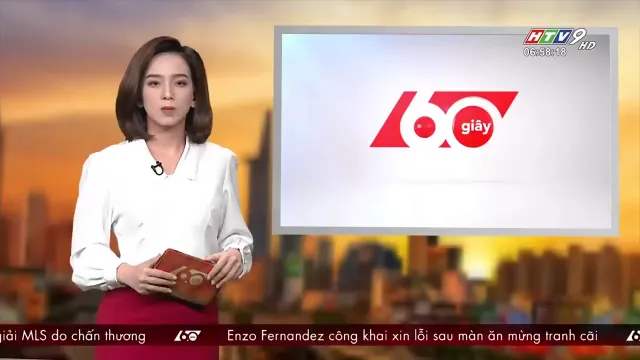 HTV9 HD
06:58:18
60 giây
giải MLS do chấn thương 60 Enzo Fernandez công khai xin lỗi sau màn ăn mừng tranh cãi